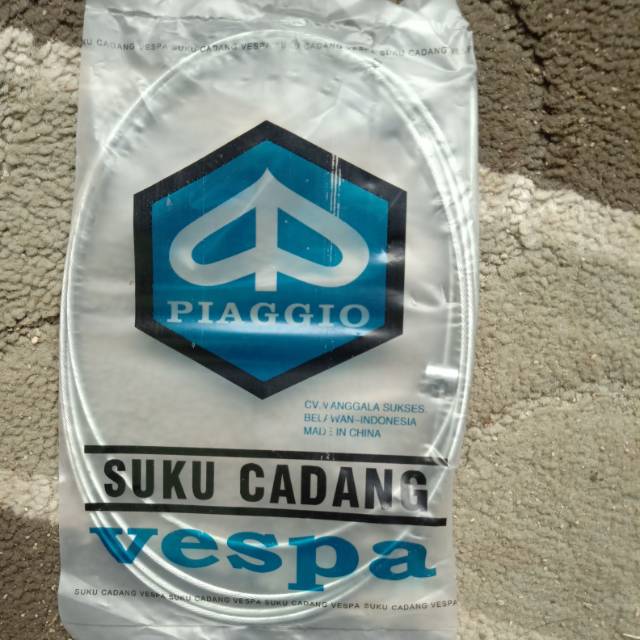 SUKU CADANG VESPA SUKU CADANG VESPA SUKU CADANG VESPA
PIAGGIO
CV. MANGGALA SUKSES
BELAWAN-INDONESIA
MADE IN CHINA
SUKU CADANG
vespa
SUKU CADANG VESPA SUKU CADANG VESPA SUKU CADANG VESPA SUKU CADANG VESPA